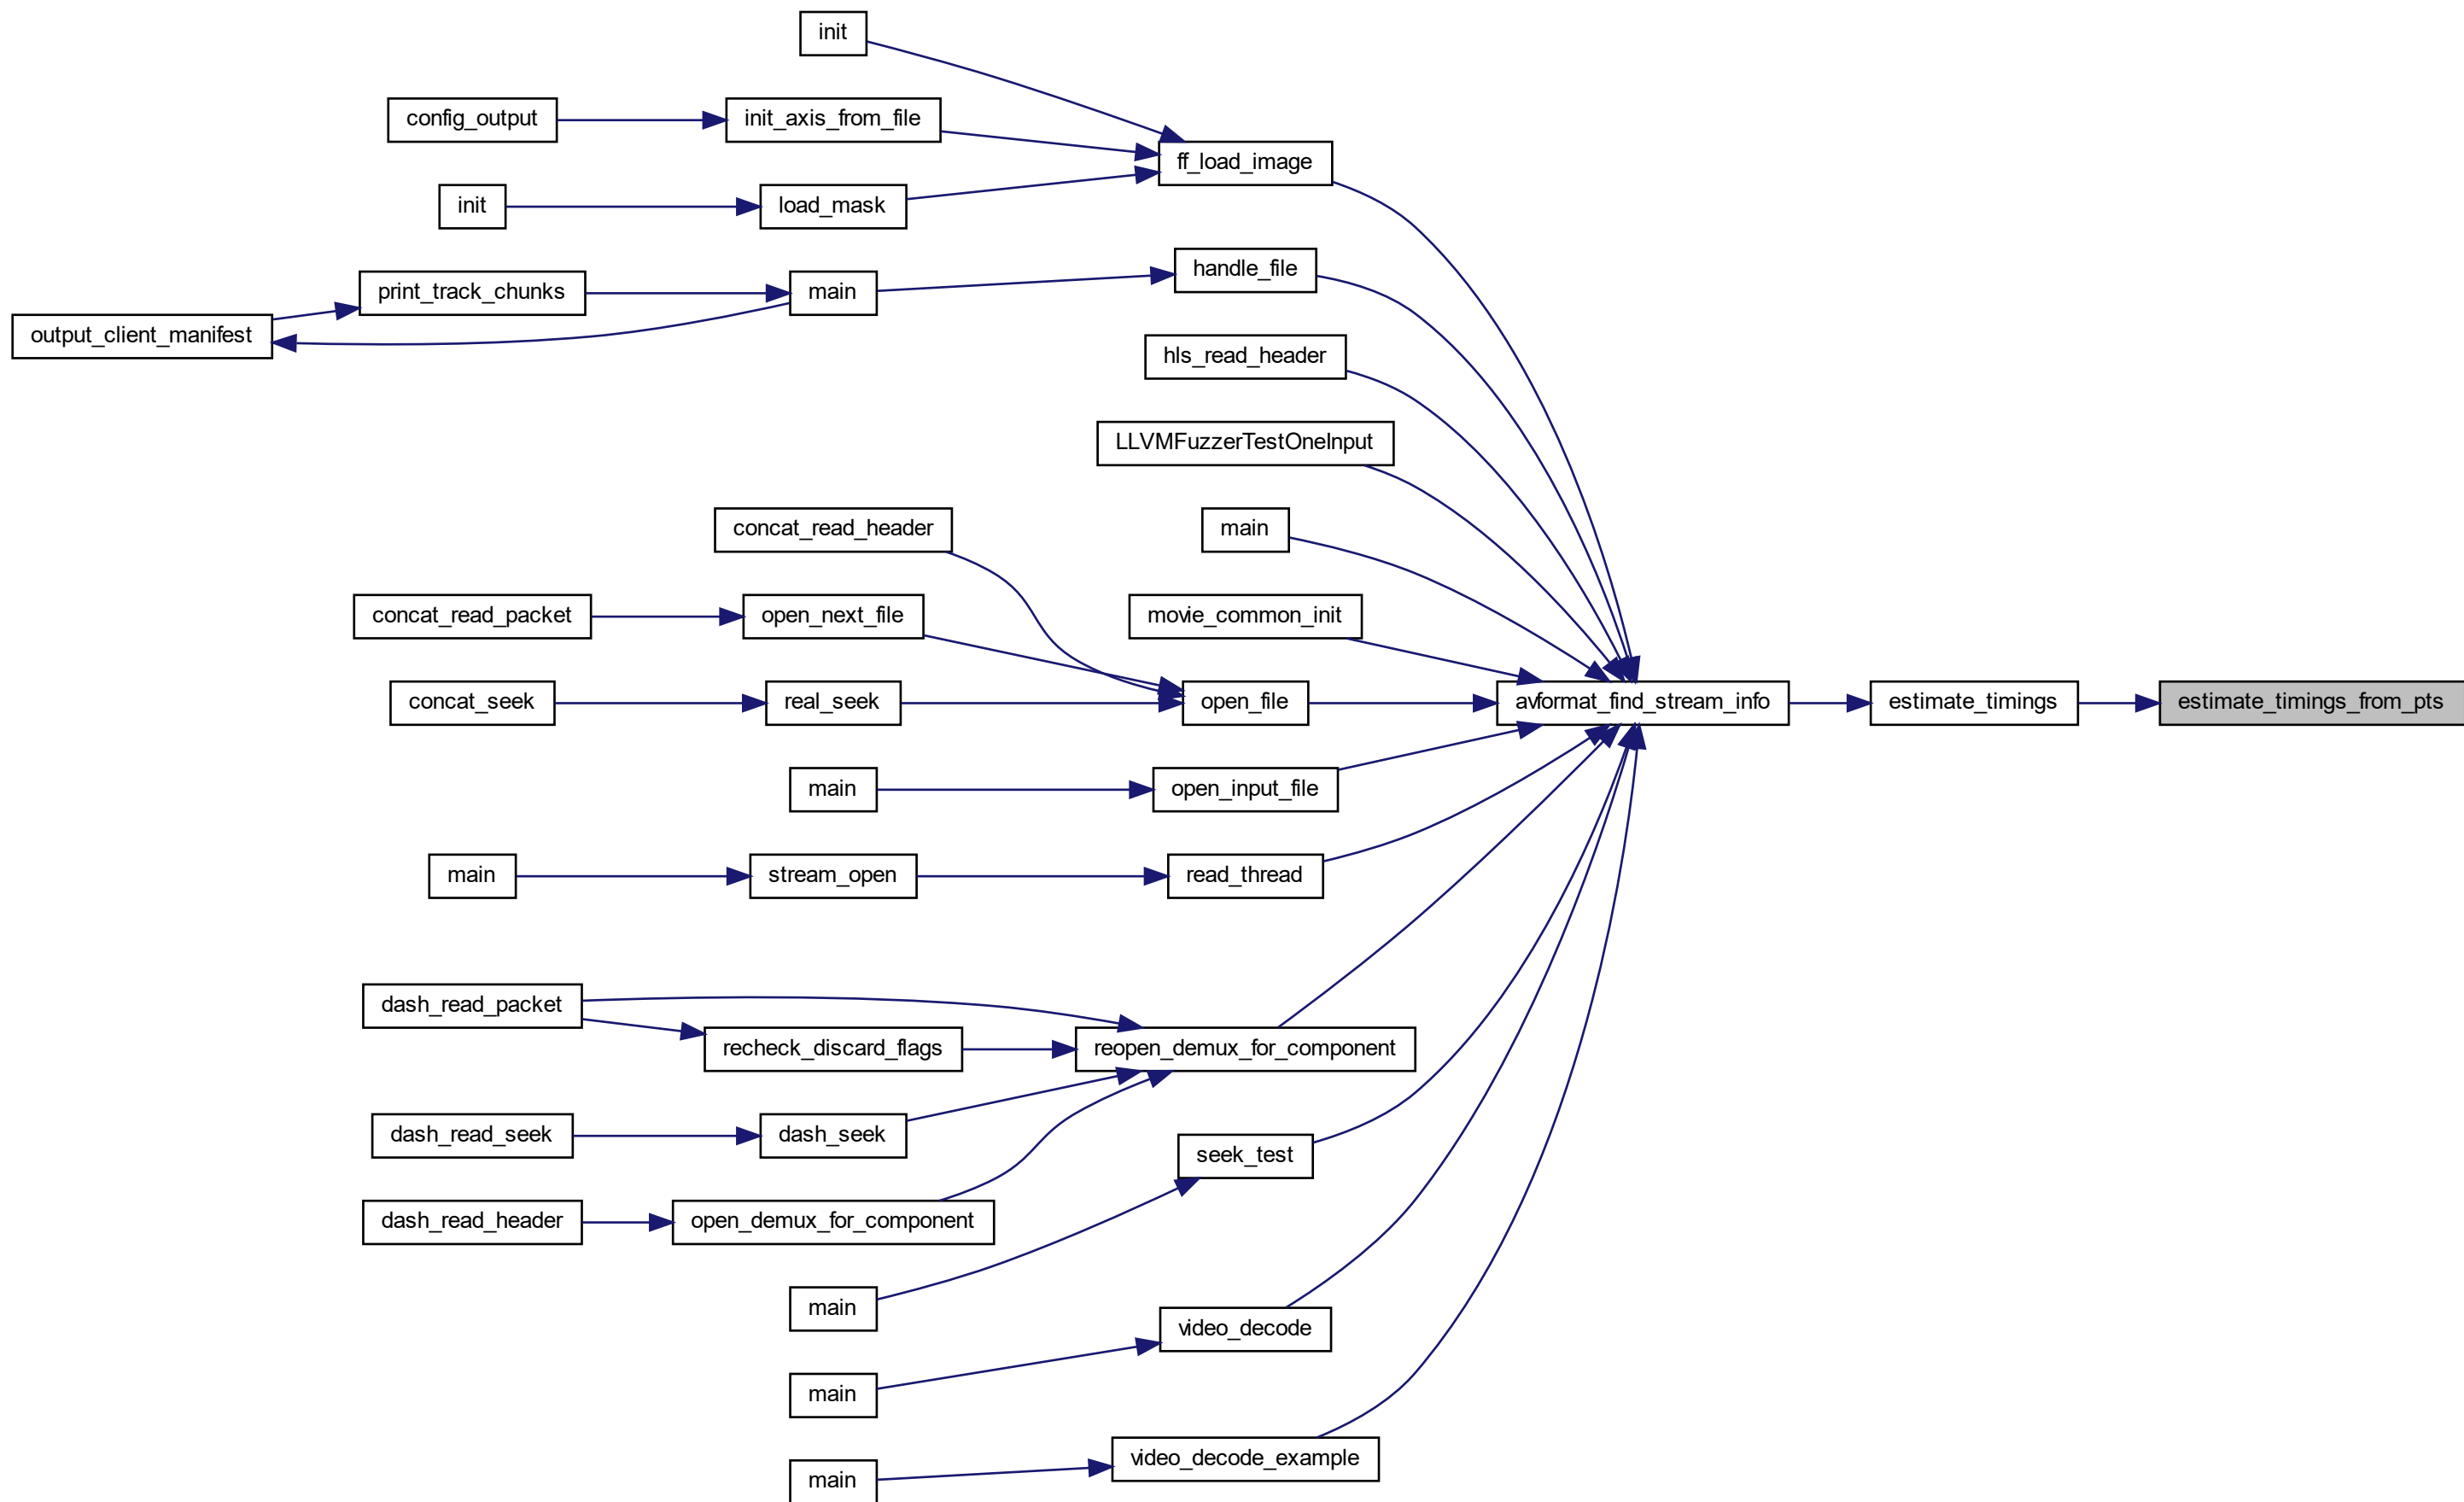 init
config_output
init_axis_from_file
ff_load_image
init
load_mask
handle_file
print_track_chunks
main
output_client_manifest
hls_read_header
LLVMFuzzerTestOneInput
concat_read_header
main
concat_read_packet
open_next_file
movie_common_init
concat_seek
real_seek
open_file
avformat_find_stream_info
estimate_timings
estimate_timings_from_pts
main
open_input_file
main
stream_open
read_thread
dash_read_packet
recheck_discard_flags
reopen_demux_for_component
dash_read_seek
dash_seek
seek_test
dash_read_header
open_demux_for_component
main
video_decode
main
video_decode_example
main